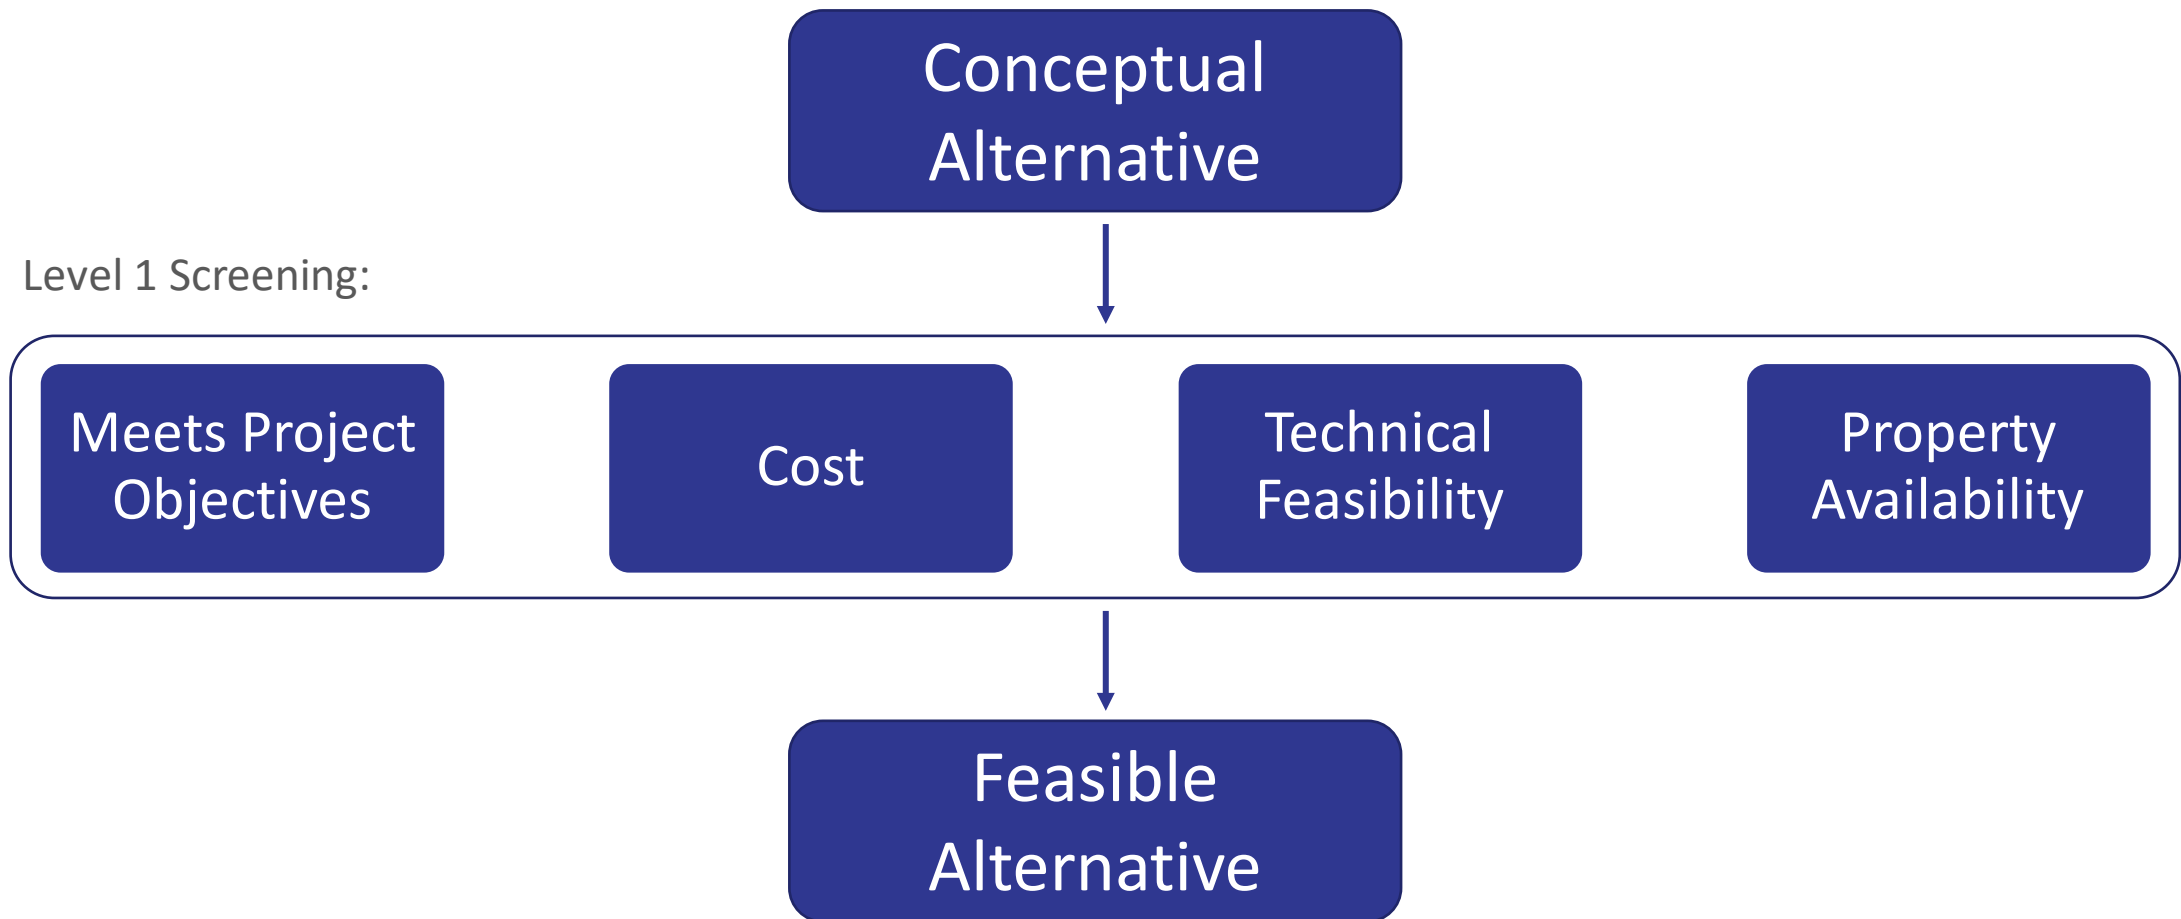 Conceptual
Alternative
Level 1 Screening:
Meets Project
Objectives
Cost
Technical
Feasibility
Property
Availability
Feasible
Alternative